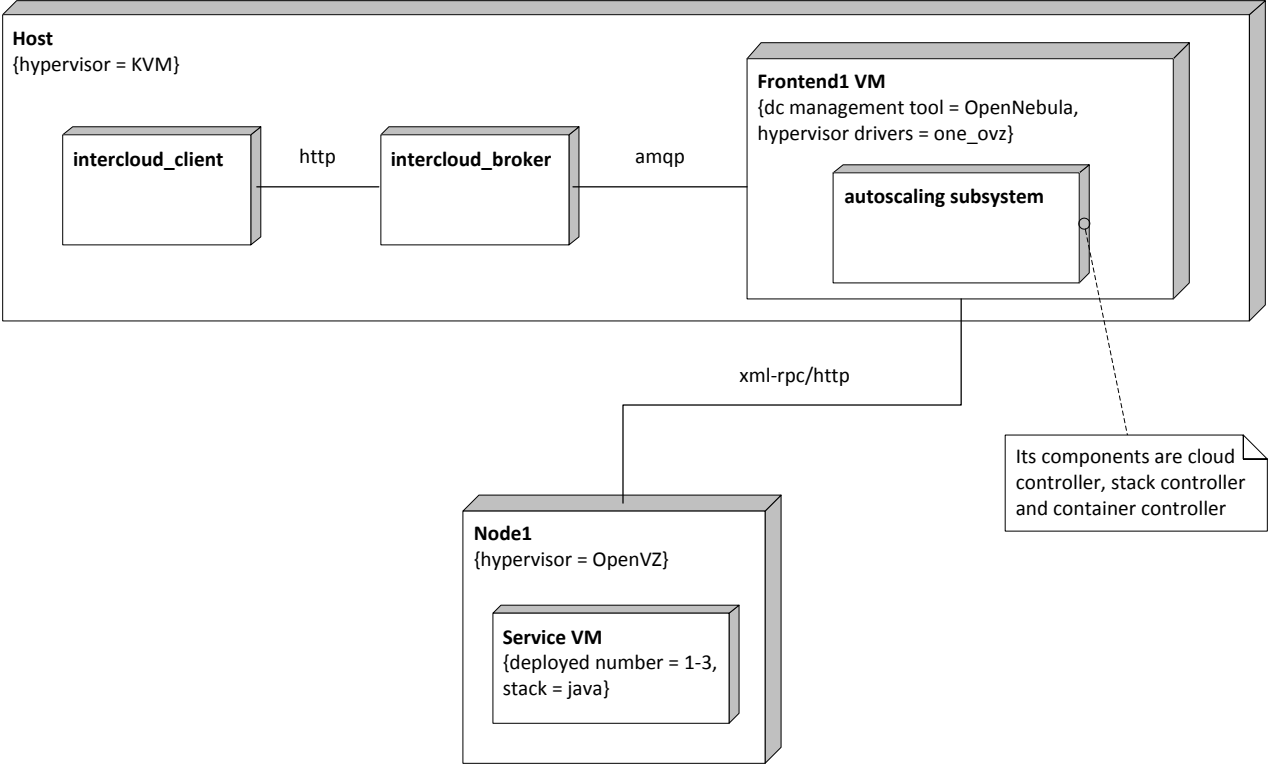 Host
{hypervisor = KVM}
Frontend1 VM
{dc management tool = OpenNebula,
hypervisor drivers = one_ovz}
intercloud_client
http
intercloud_broker
amqp
autoscaling subsystem
xml-rpc/http
Its components are cloud
controller, stack controller
and container controller
Node1
{hypervisor = OpenVZ}
Service VM
{deployed number = 1-3,
stack = java}